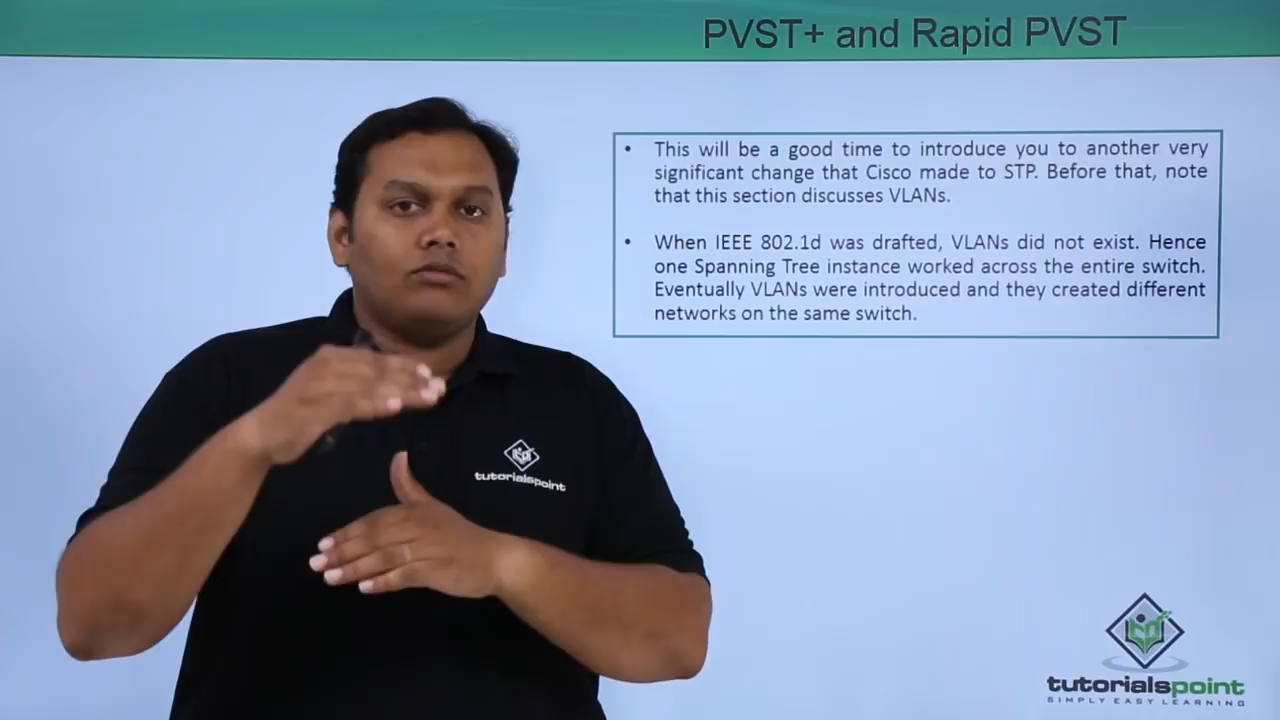 PVST+ and Rapid PVST
• This will be a good time to introduce you to another very
significant change that Cisco made to STP. Before that, note
that this section discusses VLANs.
• When IEEE 802.1d was drafted, VLANs did not exist. Hence
one Spanning Tree instance worked across the entire switch.
Eventually VLANs were introduced and they created different
networks on the same switch.
tutorialspoint
tutorialspoint
SIMPLY EASY LEARNING